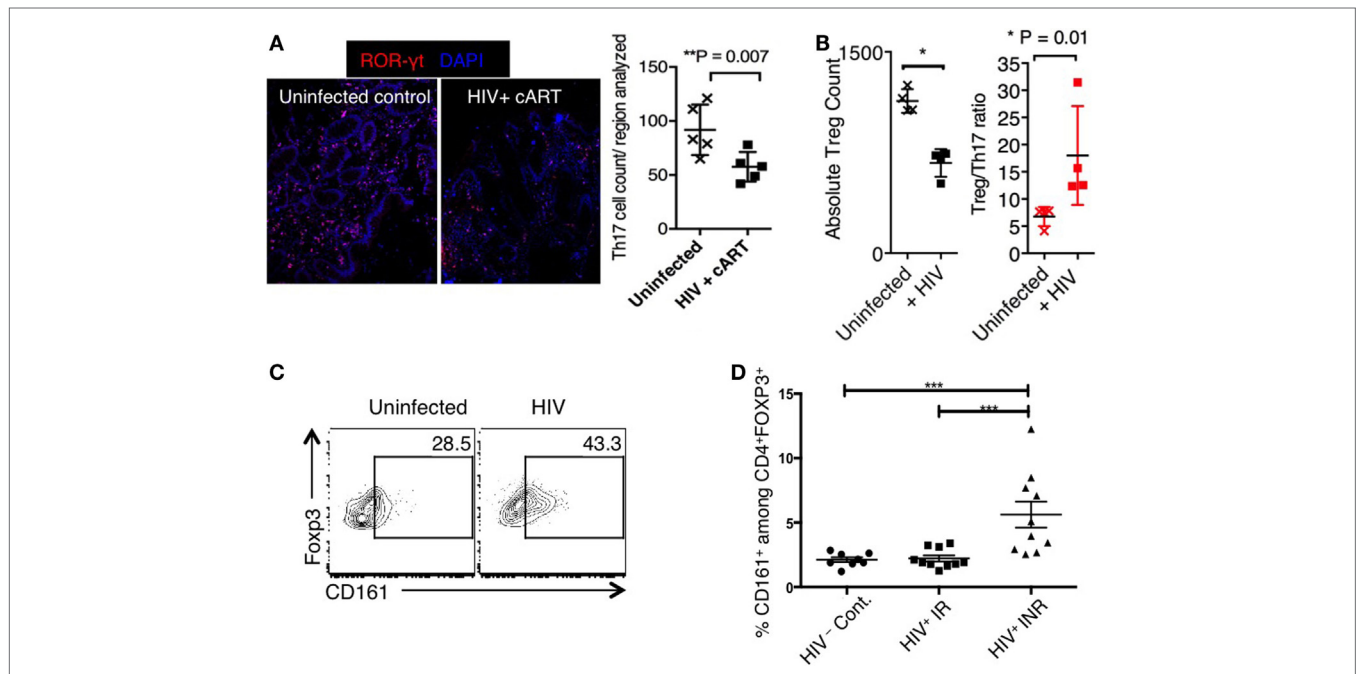 A
ROR-γt DAPI
Uninfected control
HIV+ cART
**P = 0.007
Th17 cell count/ region analyzed
150
100
50
0
Uninfected
HIV + cART
B
*
Absolute Treg Count
1500
0
Uninfected
+ HIV
* P = 0.01
Treg/Th17 ratio
35
30
25
20
15
10
5
0
Uninfected
+ HIV
C
Uninfected
HIV
28.5
43.3
Foxp3
CD161
D
***
***
% CD161⁺ among CD4⁺FOXP3⁺
15
10
5
0
HIV⁻ Cont.
HIV⁺ IR
HIV⁺ INR